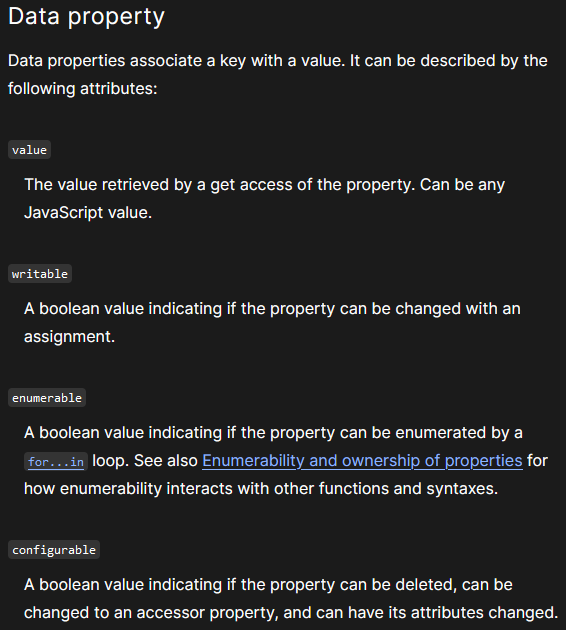 Data property
Data properties associate a key with a value. It can be described by the
following attributes:
value
The value retrieved by a get access of the property. Can be any
JavaScript value.
writable
A boolean value indicating if the property can be changed with an
assignment.
enumerable
A boolean value indicating if the property can be enumerated by a
for...in loop. See also Enumerability and ownership of properties for
how enumerability interacts with other functions and syntaxes.
configurable
A boolean value indicating if the property can be deleted, can be
changed to an accessor property, and can have its attributes changed.